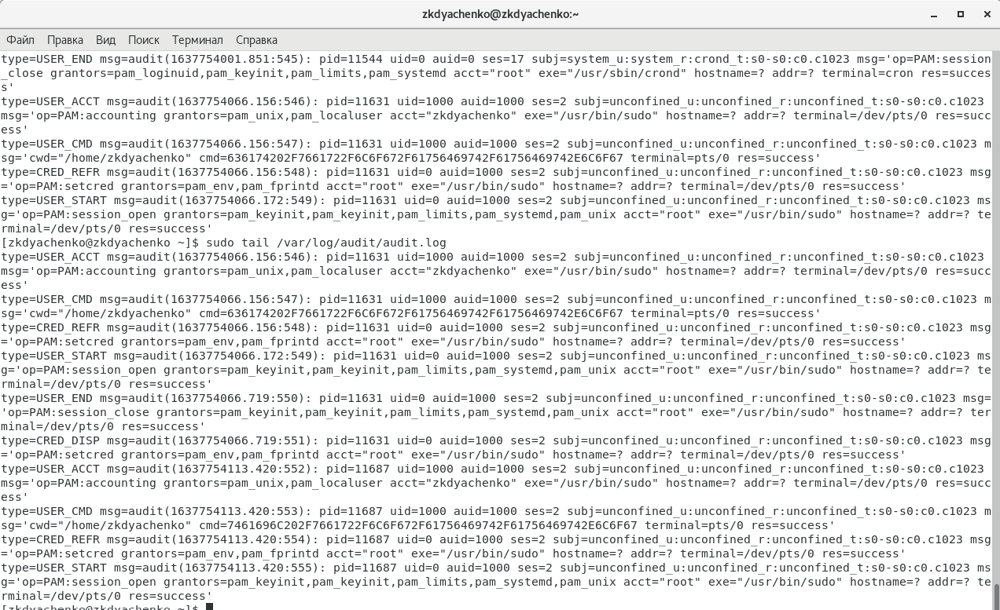 zkdyachenko@zkdyachenko:~
Файл Правка Вид Поиск Терминал Справка
type=USER_END msg=audit(1637754001.851:545): pid=11544 uid=0 auid=0 ses=17 subj=system_u:system_r:crond_t:s0-s0:c0.c1023 msg='op=PAM:session
_close grantors=pam_loginuid,pam_keyinit,pam_limits,pam_systemd acct="root" exe="/usr/sbin/crond" hostname=? addr=? terminal=cron res=succes
s'
type=USER_ACCT msg=audit(1637754066.156:546): pid=11631 uid=1000 auid=1000 ses=2 subj=unconfined_u:unconfined_r:unconfined_t:s0-s0:c0.c1023
msg='op=PAM:accounting grantors=pam_unix,pam_localuser acct="zkdyachenko" exe="/usr/bin/sudo" hostname=? addr=? terminal=/dev/pts/0 res=succ
ess'
type=USER_CMD msg=audit(1637754066.156:547): pid=11631 uid=1000 auid=1000 ses=2 subj=unconfined_u:unconfined_r:unconfined_t:s0-s0:c0.c1023 m
sg='cwd="/home/zkdyachenko" cmd=636174202F7661722F6C6F672F61756469742F61756469742E6C6F67 terminal=pts/0 res=success'
type=CRED_REFR msg=audit(1637754066.156:548): pid=11631 uid=0 auid=1000 ses=2 subj=unconfined_u:unconfined_r:unconfined_t:s0-s0:c0.c1023 msg
='op=PAM:setcred grantors=pam_env,pam_fprintd acct="root" exe="/usr/bin/sudo" hostname=? addr=? terminal=/dev/pts/0 res=success'
type=USER_START msg=audit(1637754066.172:549): pid=11631 uid=0 auid=1000 ses=2 subj=unconfined_u:unconfined_r:unconfined_t:s0-s0:c0.c1023 ms
g='op=PAM:session_open grantors=pam_keyinit,pam_keyinit,pam_limits,pam_systemd,pam_unix acct="root" exe="/usr/bin/sudo" hostname=? addr=? te
rminal=/dev/pts/0 res=success'
[zkdyachenko@zkdyachenko ~]$ sudo tail /var/log/audit/audit.log
type=USER_ACCT msg=audit(1637754066.156:546): pid=11631 uid=1000 auid=1000 ses=2 subj=unconfined_u:unconfined_r:unconfined_t:s0-s0:c0.c1023
msg='op=PAM:accounting grantors=pam_unix,pam_localuser acct="zkdyachenko" exe="/usr/bin/sudo" hostname=? addr=? terminal=/dev/pts/0 res=succ
ess'
type=USER_CMD msg=audit(1637754066.156:547): pid=11631 uid=1000 auid=1000 ses=2 subj=unconfined_u:unconfined_r:unconfined_t:s0-s0:c0.c1023 m
sg='cwd="/home/zkdyachenko" cmd=636174202F7661722F6C6F672F61756469742F61756469742E6C6F67 terminal=pts/0 res=success'
type=CRED_REFR msg=audit(1637754066.156:548): pid=11631 uid=0 auid=1000 ses=2 subj=unconfined_u:unconfined_r:unconfined_t:s0-s0:c0.c1023 msg
='op=PAM:setcred grantors=pam_env,pam_fprintd acct="root" exe="/usr/bin/sudo" hostname=? addr=? terminal=/dev/pts/0 res=success'
type=USER_START msg=audit(1637754066.172:549): pid=11631 uid=0 auid=1000 ses=2 subj=unconfined_u:unconfined_r:unconfined_t:s0-s0:c0.c1023 ms
g='op=PAM:session_open grantors=pam_keyinit,pam_keyinit,pam_limits,pam_systemd,pam_unix acct="root" exe="/usr/bin/sudo" hostname=? addr=? te
rminal=/dev/pts/0 res=success'
type=USER_END msg=audit(1637754066.719:550): pid=11631 uid=0 auid=1000 ses=2 subj=unconfined_u:unconfined_r:unconfined_t:s0-s0:c0.c1023 msg=
'op=PAM:session_close grantors=pam_keyinit,pam_keyinit,pam_limits,pam_systemd,pam_unix acct="root" exe="/usr/bin/sudo" hostname=? addr=? ter
minal=/dev/pts/0 res=success'
type=CRED_DISP msg=audit(1637754066.719:551): pid=11631 uid=0 auid=1000 ses=2 subj=unconfined_u:unconfined_r:unconfined_t:s0-s0:c0.c1023 msg
='op=PAM:setcred grantors=pam_env,pam_fprintd acct="root" exe="/usr/bin/sudo" hostname=? addr=? terminal=/dev/pts/0 res=success'
type=USER_ACCT msg=audit(1637754113.420:552): pid=11687 uid=1000 auid=1000 ses=2 subj=unconfined_u:unconfined_r:unconfined_t:s0-s0:c0.c1023
msg='op=PAM:accounting grantors=pam_unix,pam_localuser acct="zkdyachenko" exe="/usr/bin/sudo" hostname=? addr=? terminal=/dev/pts/0 res=succ
ess'
type=USER_CMD msg=audit(1637754113.420:553): pid=11687 uid=1000 auid=1000 ses=2 subj=unconfined_u:unconfined_r:unconfined_t:s0-s0:c0.c1023 m
sg='cwd="/home/zkdyachenko" cmd=7461696C202F7661722F6C6F672F61756469742F61756469742E6C6F67 terminal=pts/0 res=success'
type=CRED_REFR msg=audit(1637754113.420:554): pid=11687 uid=0 auid=1000 ses=2 subj=unconfined_u:unconfined_r:unconfined_t:s0-s0:c0.c1023 msg
='op=PAM:setcred grantors=pam_env,pam_fprintd acct="root" exe="/usr/bin/sudo" hostname=? addr=? terminal=/dev/pts/0 res=success'
type=USER_START msg=audit(1637754113.420:555): pid=11687 uid=0 auid=1000 ses=2 subj=unconfined_u:unconfined_r:unconfined_t:s0-s0:c0.c1023 ms
g='op=PAM:session_open grantors=pam_keyinit,pam_keyinit,pam_limits,pam_systemd,pam_unix acct="root" exe="/usr/bin/sudo" hostname=? addr=? te
rminal=/dev/pts/0 res=success'
[zkdyachenko@zkdyachenko ~]$